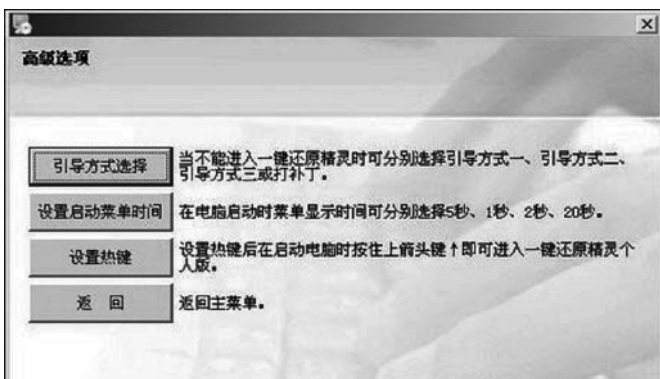 高级选项
引导方式选择
当不能进入一键还原精灵时可分别选择引导方式一、引导方式二、
引导方式三或打补丁。
设置启动菜单时间
在电脑启动时菜单显示时间可分别选择5秒、1秒、2秒、20秒。
设置热键
设置热键后在启动电脑时按住上箭头键↑即可进入一键还原精灵个
人版。
返 回
返回主菜单。